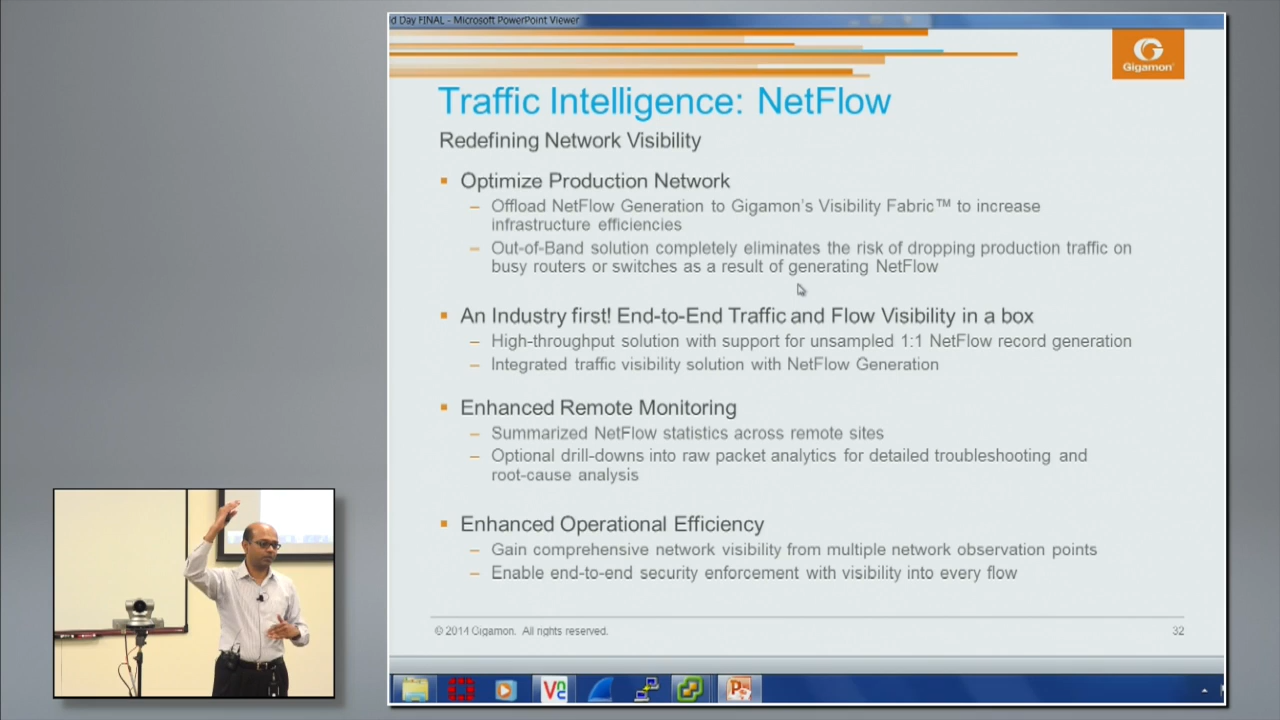 d Day FINAL - Microsoft PowerPoint Viewer
Gigamon
Traffic Intelligence: NetFlow
Redefining Network Visibility
Optimize Production Network
– Offload NetFlow Generation to Gigamon's Visibility Fabric™ to increase
infrastructure efficiencies
– Out-of-Band solution completely eliminates the risk of dropping production traffic on
busy routers or switches as a result of generating NetFlow
An Industry first! End-to-End Traffic and Flow Visibility in a box
– High-throughput solution with support for unsampled 1:1 NetFlow record generation
– Integrated traffic visibility solution with NetFlow Generation
Enhanced Remote Monitoring
– Summarized NetFlow statistics across remote sites
– Optional drill-downs into raw packet analytics for detailed troubleshooting and
root-cause analysis
Enhanced Operational Efficiency
– Gain comprehensive network visibility from multiple network observation points
– Enable end-to-end security enforcement with visibility into every flow
© 2014 Gigamon. All rights reserved.
32